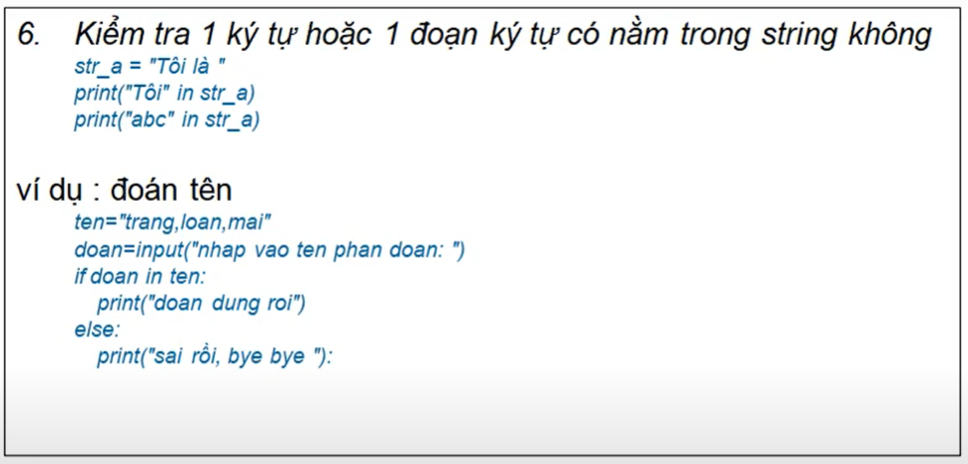 6. Kiểm tra 1 ký tự hoặc 1 đoạn ký tự có nằm trong string không
str_a = "Tôi là "
print("Tôi" in str_a)
print("abc" in str_a)
ví dụ : đoán tên
ten="trang,loan,mai"
doan=input("nhap vao ten phan doan: ")
if doan in ten:
print("doan dung roi")
else:
print("sai rồi, bye bye "):